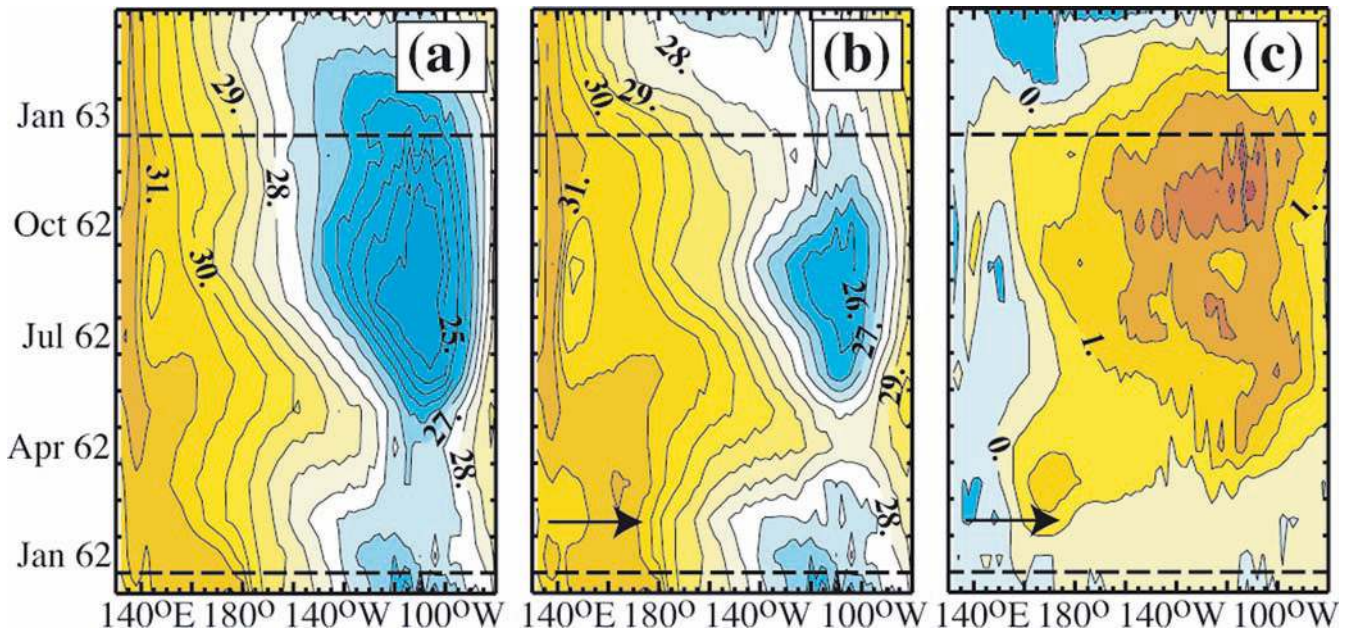 (a)
(b)
(c)
Jan 63
Oct 62
Jul 62
Apr 62
Jan 62
29.
31.
28.
30.
25.
27.
28.
28.
29.
30.
31.
26.
27.
29.
28.
0.
1.
1.
0.
140°E 180° 140°W 100°W
140°E 180° 140°W 100°W
140°E 180° 140°W 100°W